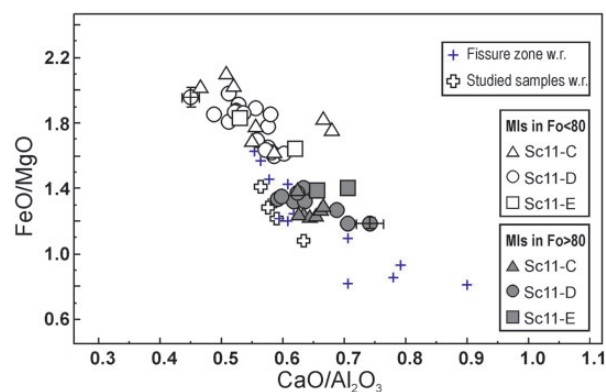 2.2
1.8
1.4
1.0
0.6
FeO/MgO
0.3 0.4 0.5 0.6 0.7 0.8 0.9 1.0 1.1
CaO/Al₂O₃
Fissure zone w.r.
Studied samples w.r.
MIs in Fo<80
Sc11-C
Sc11-D
Sc11-E
MIs in Fo>80
Sc11-C
Sc11-D
Sc11-E